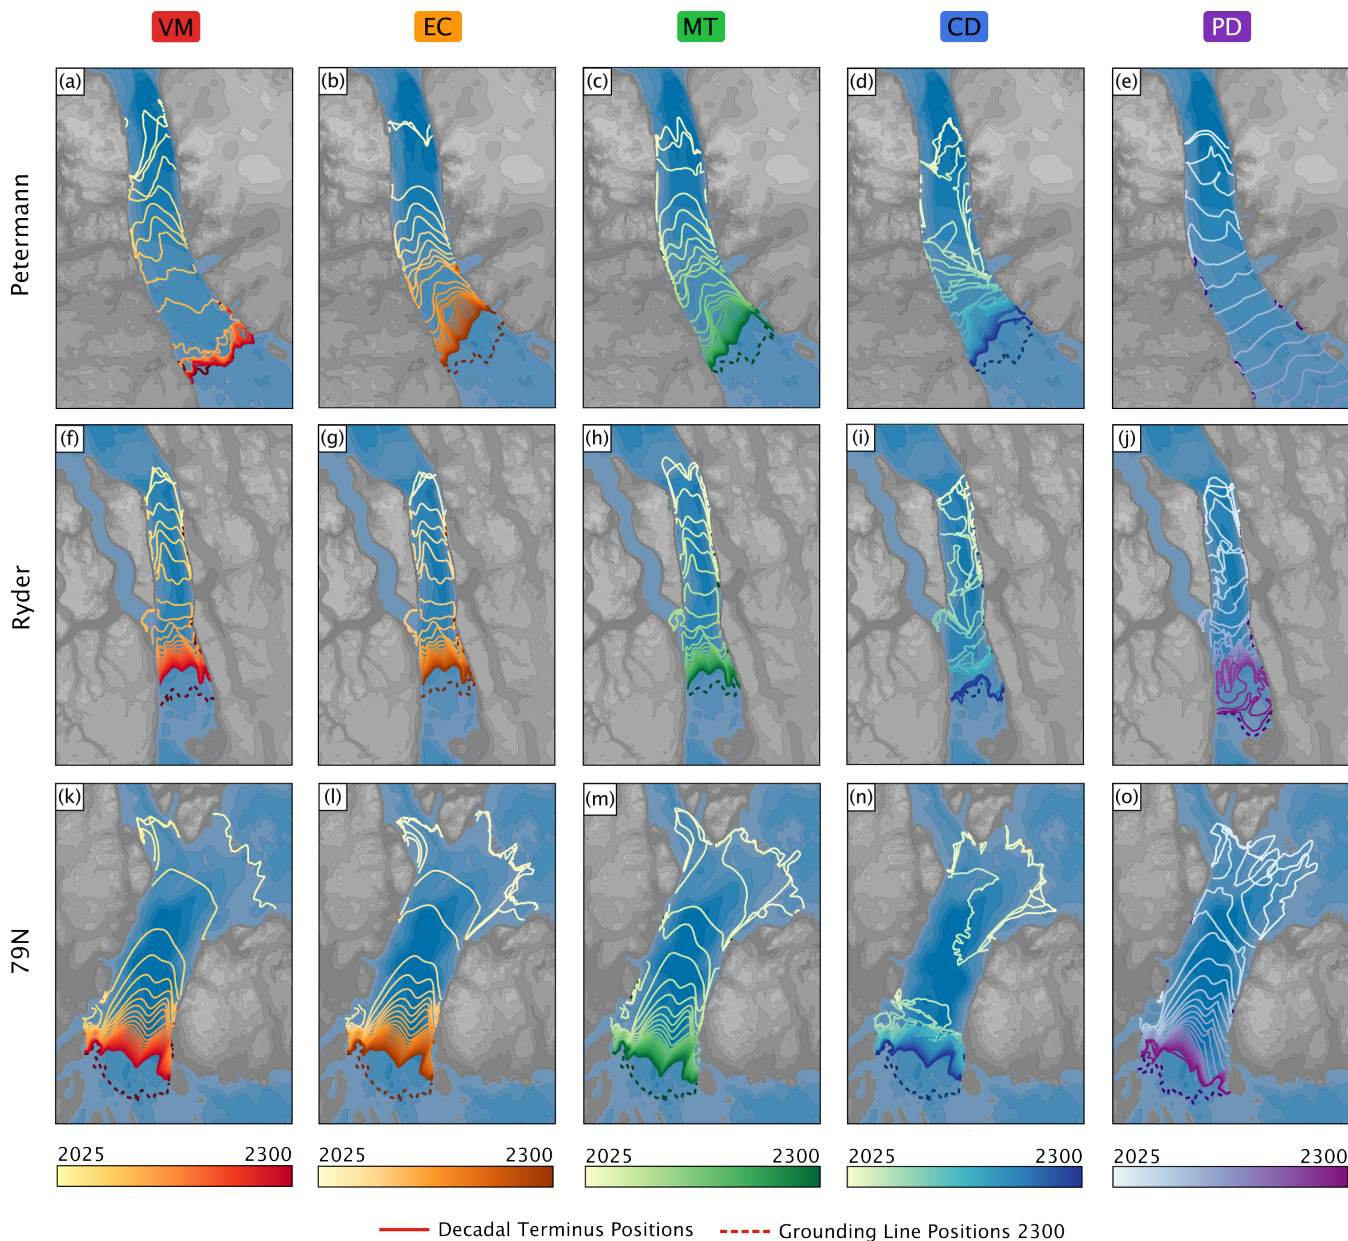 VM EC MT CD PD
Petermann
(a) (b) (c) (d) (e)
Ryder
(f) (g) (h) (i) (j)
79N
(k) (l) (m) (n) (o)
2025 2300 2025 2300 2025 2300 2025 2300 2025 2300
Decadal Terminus Positions Grounding Line Positions 2300